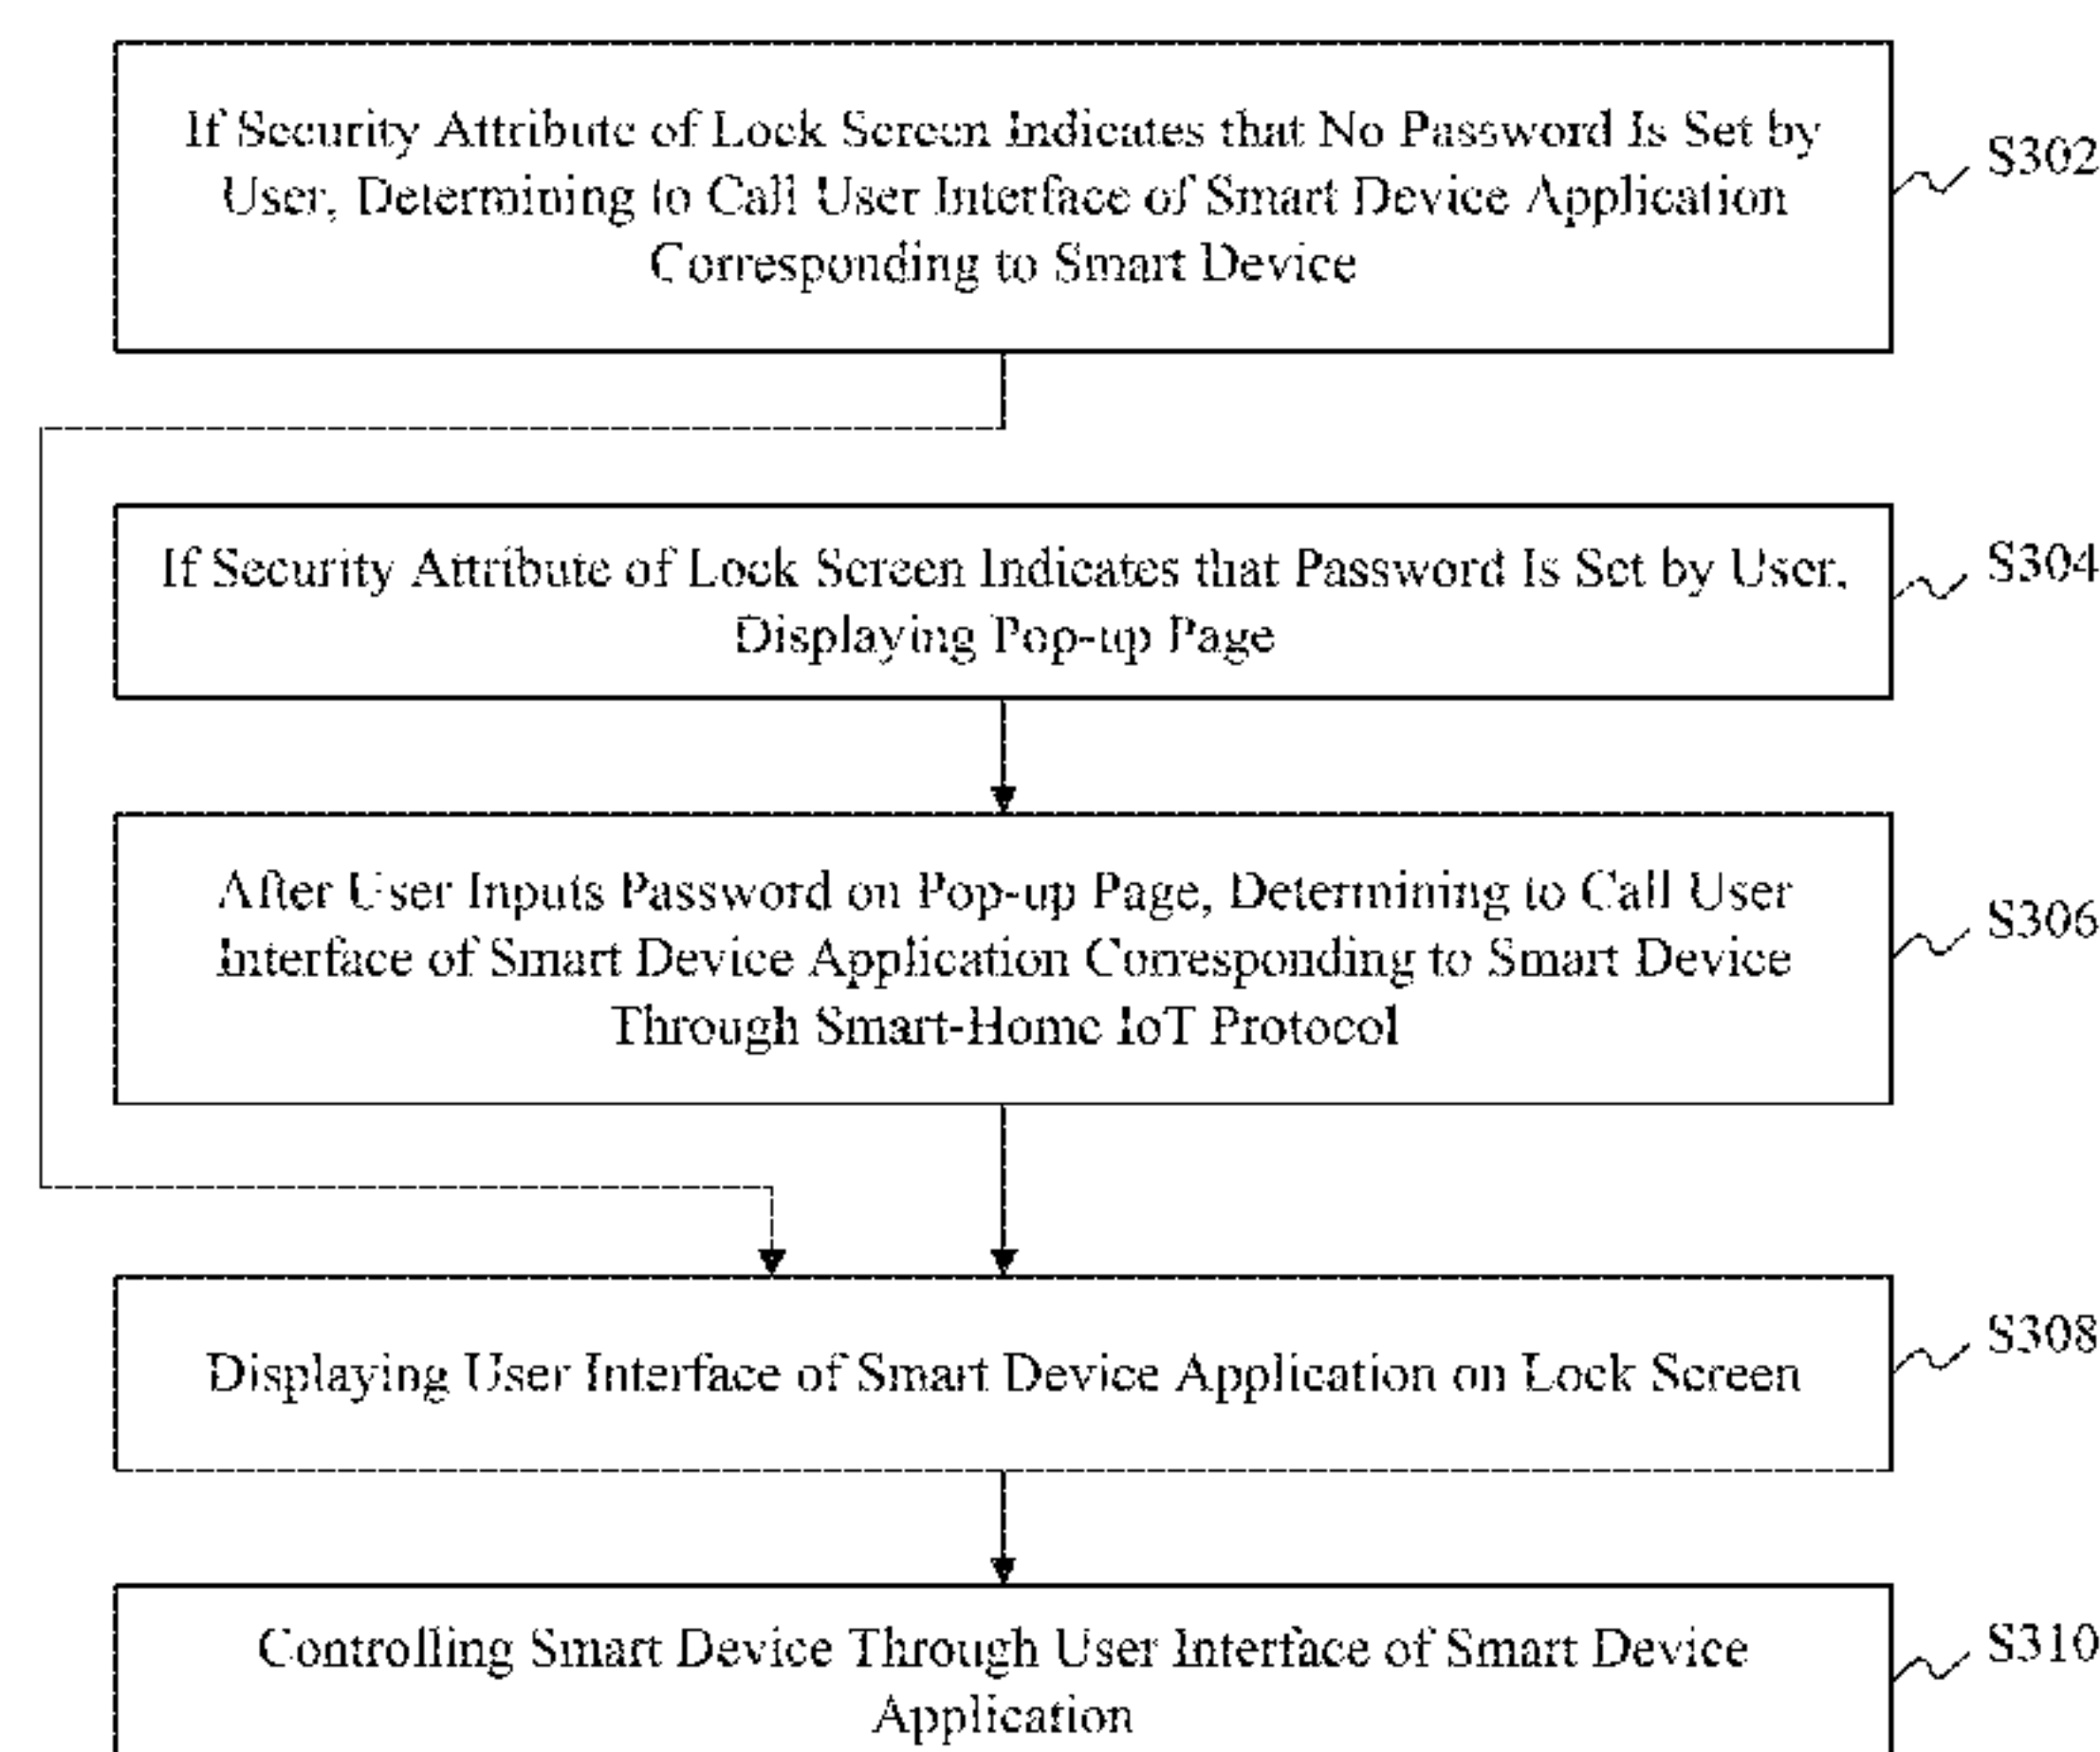 If Security Attribute of Lock Screen Indicates that No Password Is Set by
User, Determining to Call User Interface of Smart Device Application
Corresponding to Smart Device
S302
If Security Attribute of Lock Screen Indicates that Password Is Set by User,
Displaying Pop-up Page
S304
After User Inputs Password on Pop-up Page, Determining to Call User
Interface of Smart Device Application Corresponding to Smart Device
Through Smart-Home IoT Protocol
S306
Displaying User Interface of Smart Device Application on Lock Screen
S308
Controlling Smart Device Through User Interface of Smart Device
Application
S310